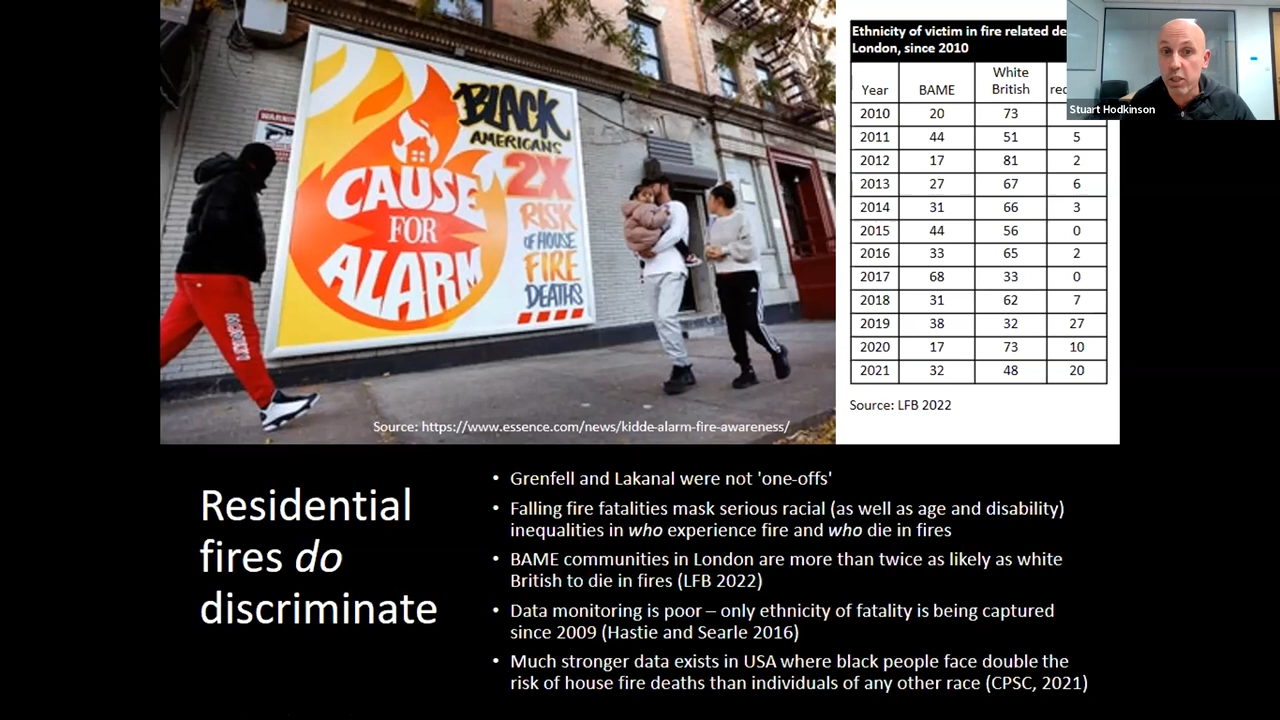 WARNING
BLACK
AMERICANS
2X
RISK
OF HOUSE
FIRE
DEATHS
CAUSE
FOR
ALARM
Source: https://www.essence.com/news/kidde-alarm-fire-awareness/
Ethnicity of victim in fire related de
London, since 2010
Stuart Hodkinson
Year BAME White British rec
2010 20 73
2011 44 51 5
2012 17 81 2
2013 27 67 6
2014 31 66 3
2015 44 56 0
2016 33 65 2
2017 68 33 0
2018 31 62 7
2019 38 32 27
2020 17 73 10
2021 32 48 20
Source: LFB 2022
Residential
fires do
discriminate
• Grenfell and Lakanal were not 'one-offs'
• Falling fire fatalities mask serious racial (as well as age and disability)
inequalities in who experience fire and who die in fires
• BAME communities in London are more than twice as likely as white
British to die in fires (LFB 2022)
• Data monitoring is poor – only ethnicity of fatality is being captured
since 2009 (Hastie and Searle 2016)
• Much stronger data exists in USA where black people face double the
risk of house fire deaths than individuals of any other race (CPSC, 2021)